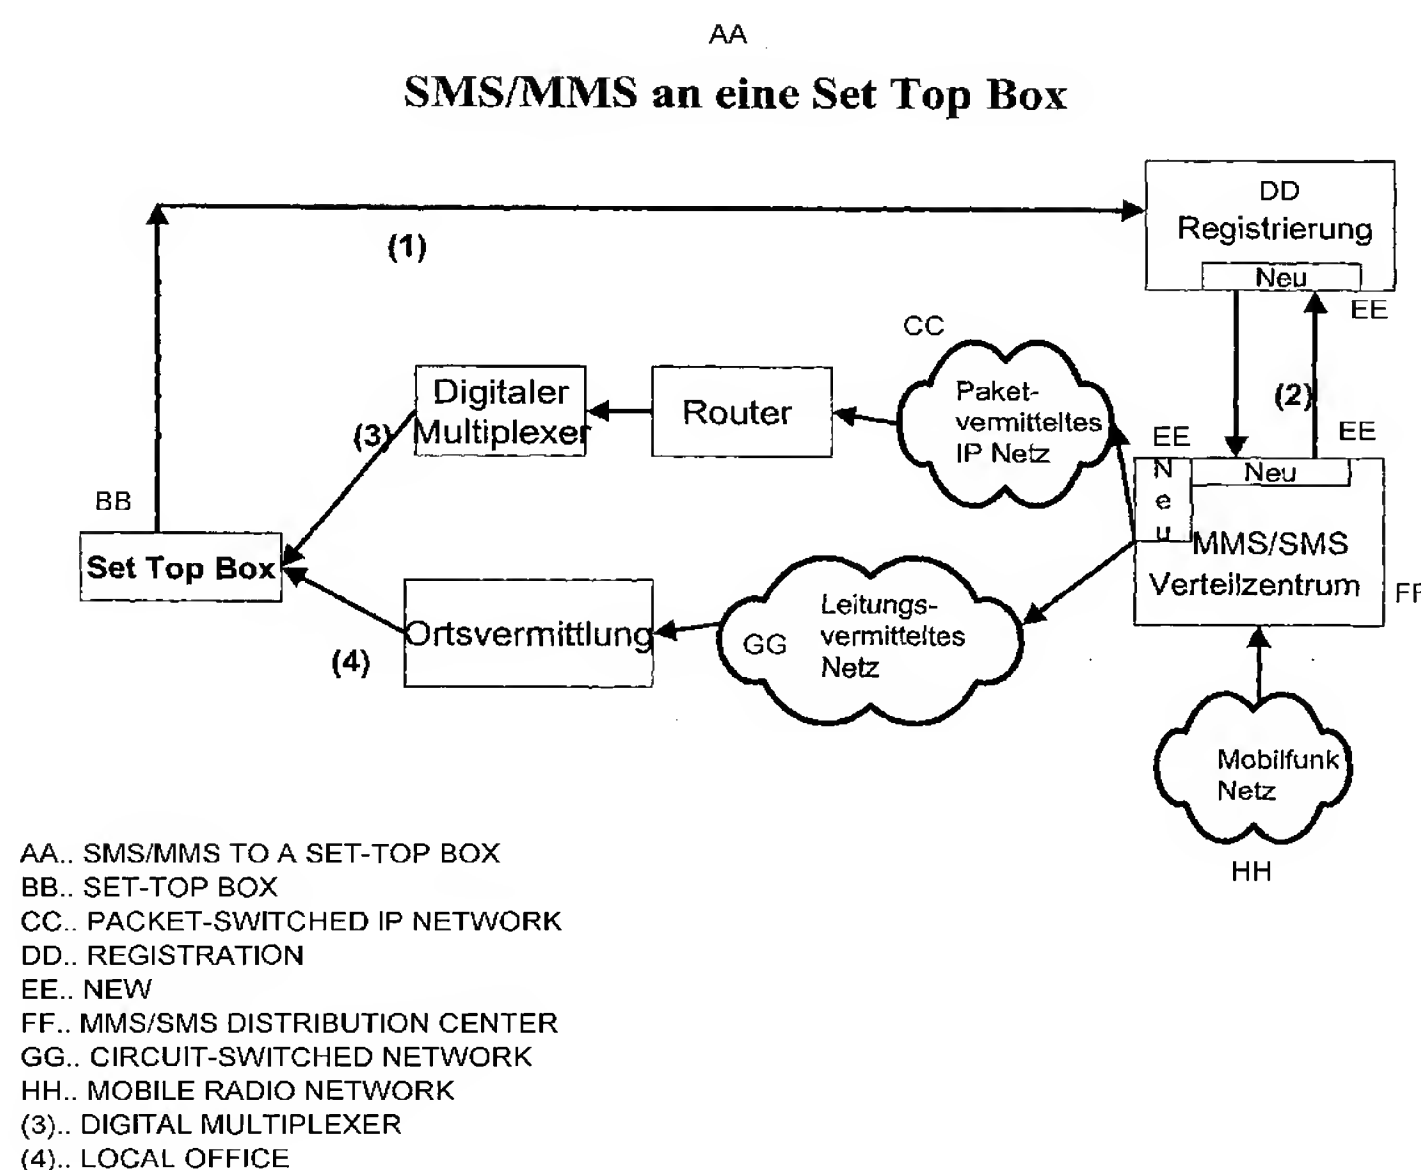 AA
SMS/MMS an eine Set Top Box
DD
Registrierung
Neu
EE
(1)
CC
Paket-
vermitteltes
IP Netz
Digitaler
Multiplexer
Router
(2)
(3)
EE
EE
Neu
Neu
MMS/SMS
Verteilzentrum
FF
BB
Set Top Box
Ortsvermittlung
(4)
GG
Leitungs-
vermitteltes
Netz
Mobilfunk
Netz
HH
AA.. SMS/MMS TO A SET-TOP BOX
BB.. SET-TOP BOX
CC.. PACKET-SWITCHED IP NETWORK
DD.. REGISTRATION
EE.. NEW
FF.. MMS/SMS DISTRIBUTION CENTER
GG.. CIRCUIT-SWITCHED NETWORK
HH.. MOBILE RADIO NETWORK
(3).. DIGITAL MULTIPLEXER
(4).. LOCAL OFFICE